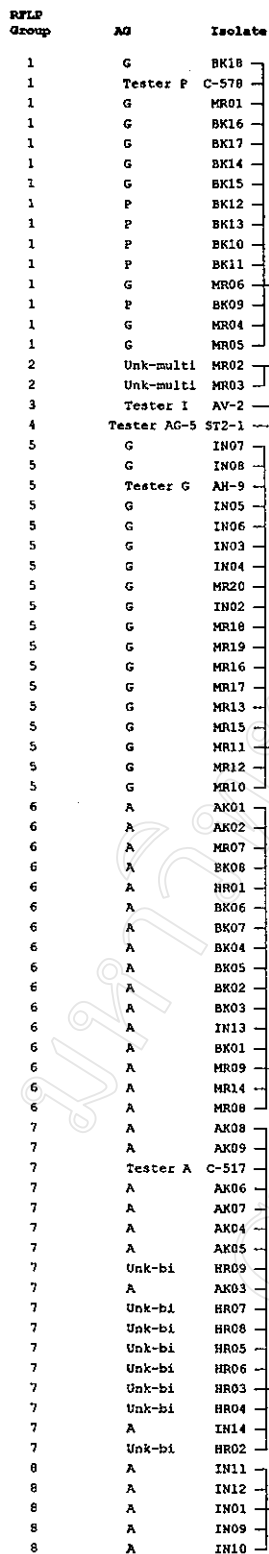 RFLP
Group AG Isolate
1 G BK18
1 Tester P C-578
1 G MR01
1 G BK16
1 G BK17
1 G BK14
1 G BK15
1 P BK12
1 P BK13
1 P BK10
1 P BK11
1 G MR06
1 P BK09
1 G MR04
1 G MR05
2 Unk-multi MR02
2 Unk-multi MR03
3 Tester I AV-2
4 Tester AG-5 ST2-1
5 G IN07
5 G IN08
5 Tester G AH-9
5 G IN05
5 G IN06
5 G IN03
5 G IN04
5 G MR20
5 G IN02
5 G MR18
5 G MR19
5 G MR16
5 G MR17
5 G MR13
5 G MR15
5 G MR11
5 G MR12
5 G MR10
6 A AK01
6 A AK02
6 A MR07
6 A BK08
6 A HR01
6 A BK06
6 A BK07
6 A BK04
6 A BK05
6 A BK02
6 A BK03
6 A IN13
6 A BK01
6 A MR09
6 A MR14
6 A MR08
7 A AK08
7 A AK09
7 Tester A C-517
7 A AK06
7 A AK07
7 A AK04
7 A AK05
7 Unk-bi HR09
7 A AK03
7 Unk-bi HR07
7 Unk-bi HR08
7 Unk-bi HR05
7 Unk-bi HR06
7 Unk-bi HR03
7 Unk-bi HR04
7 A IN14
7 Unk-bi HR02
8 A IN11
8 A IN12
8 A IN01
8 A IN09
8 A IN10